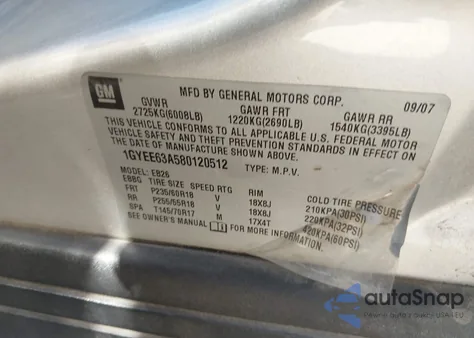 GM
MFD BY GENERAL MOTORS CORP. 09/07
GVWR GAWR FRT GAWR RR
2725KG(6008LB) 1220KG(2690LB) 1540KG(3395LB)
THIS VEHICLE CONFORMS TO ALL APPLICABLE U.S. FEDERAL MOTOR
VEHICLE SAFETY AND THEFT PREVENTION STANDARDS IN EFFECT ON
THE DATE OF MANUFACTURE SHOWN ABOVE.
1GYEE63A580120512 TYPE: M.P.V.
MODEL: EB26
EBBG TIRE SIZE SPEED RTG RIM COLD TIRE PRESSURE
FRT P235/60R18 V 18X8J 210KPA(30PSI)
RR P255/55R18 V 18X8J 220KPA(32PSI)
SPA T145/70R17 M 17X4T 420KPA(60PSI)
SEE OWNER'S MANUAL FOR MORE INFORMATION.
autoSnap